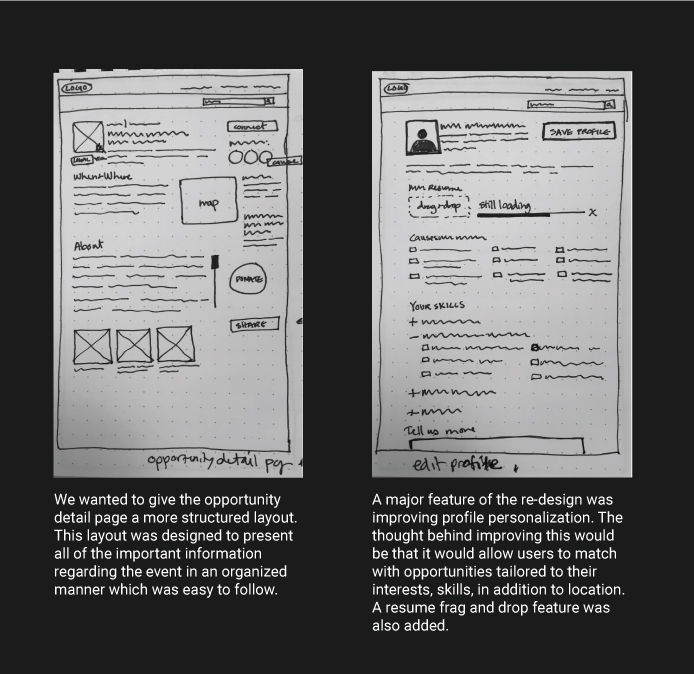 LOGO
connect
When+Where
map
About
DONATE
SHARE
opportunity detail pg
We wanted to give the opportunity
detail page a more structured layout.
This layout was designed to present
all of the important information
regarding the event in an organized
manner which was easy to follow.
LOGO
SAVE PROFILE
Resume
drag+drop
still loading
x
Causes
YOUR SKILLS
Tell us more
edit profile
A major feature of the re-design was
improving profile personalization. The
thought behind improving this would
be that it would allow users to match
with opportunities tailored to their
interests, skills, in addition to location.
A resume frag and drop feature was
also added.